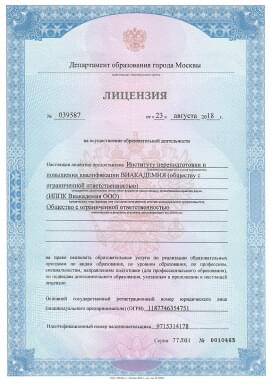 Департамент образования города Москвы
ЛИЦЕНЗИЯ
№ 039587 от « 23 » августа 2018 г.
на осуществление образовательной деятельности
Настоящая лицензия предоставлена Институту переподготовки и
повышения квалификации ВИАКАДЕМИЯ (обществу с
ограниченной ответственностью)
(ИППК Виакадемия ООО)
Общество с ограниченной ответственностью
на право оказывать образовательные услуги по реализации образовательных
программ по видам образования, по уровням образования, по профессиям,
специальностям, направлениям подготовки (для профессионального образования),
по подвидам дополнительного образования, указанным в приложении к настоящей
лицензии.
Основной государственный регистрационный номер юридического лица
(индивидуального предпринимателя) (ОГРН) 1187746354751
Идентификационный номер налогоплательщика 9715314178
Серия 77Л01 № 0010465